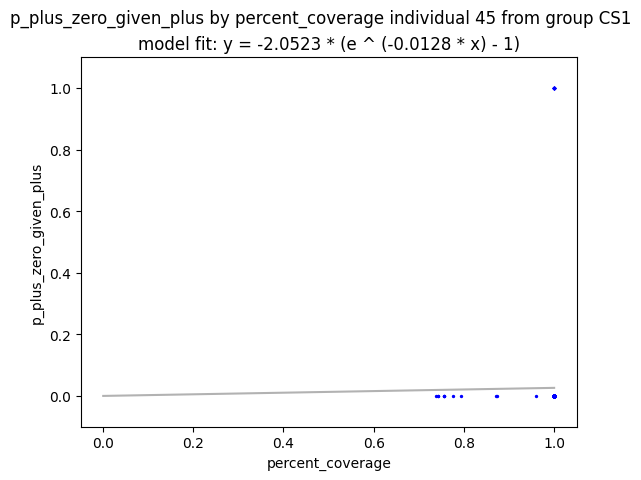 p_plus_zero_given_plus by percent_coverage individual 45 from group CS1
model fit: y = -2.0523 * (e ^ (-0.0128 * x) - 1)
1.0
0.8
0.6
0.4
0.2
0.0
p_plus_zero_given_plus
0.0 0.2 0.4 0.6 0.8 1.0
percent_coverage